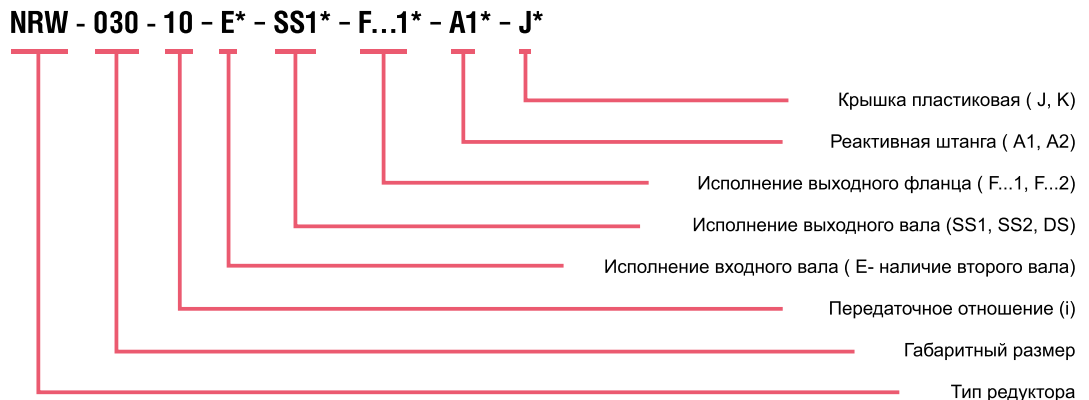 NRW - 030 - 10 – E* – SS1* – F...1* – A1* – J*
Крышка пластиковая ( J, K)
Реактивная штанга ( A1, A2)
Исполнение выходного фланца ( F...1, F...2)
Исполнение выходного вала (SS1, SS2, DS)
Исполнение входного вала ( E- наличие второго вала)
Передаточное отношение (i)
Габаритный размер
Тип редуктора